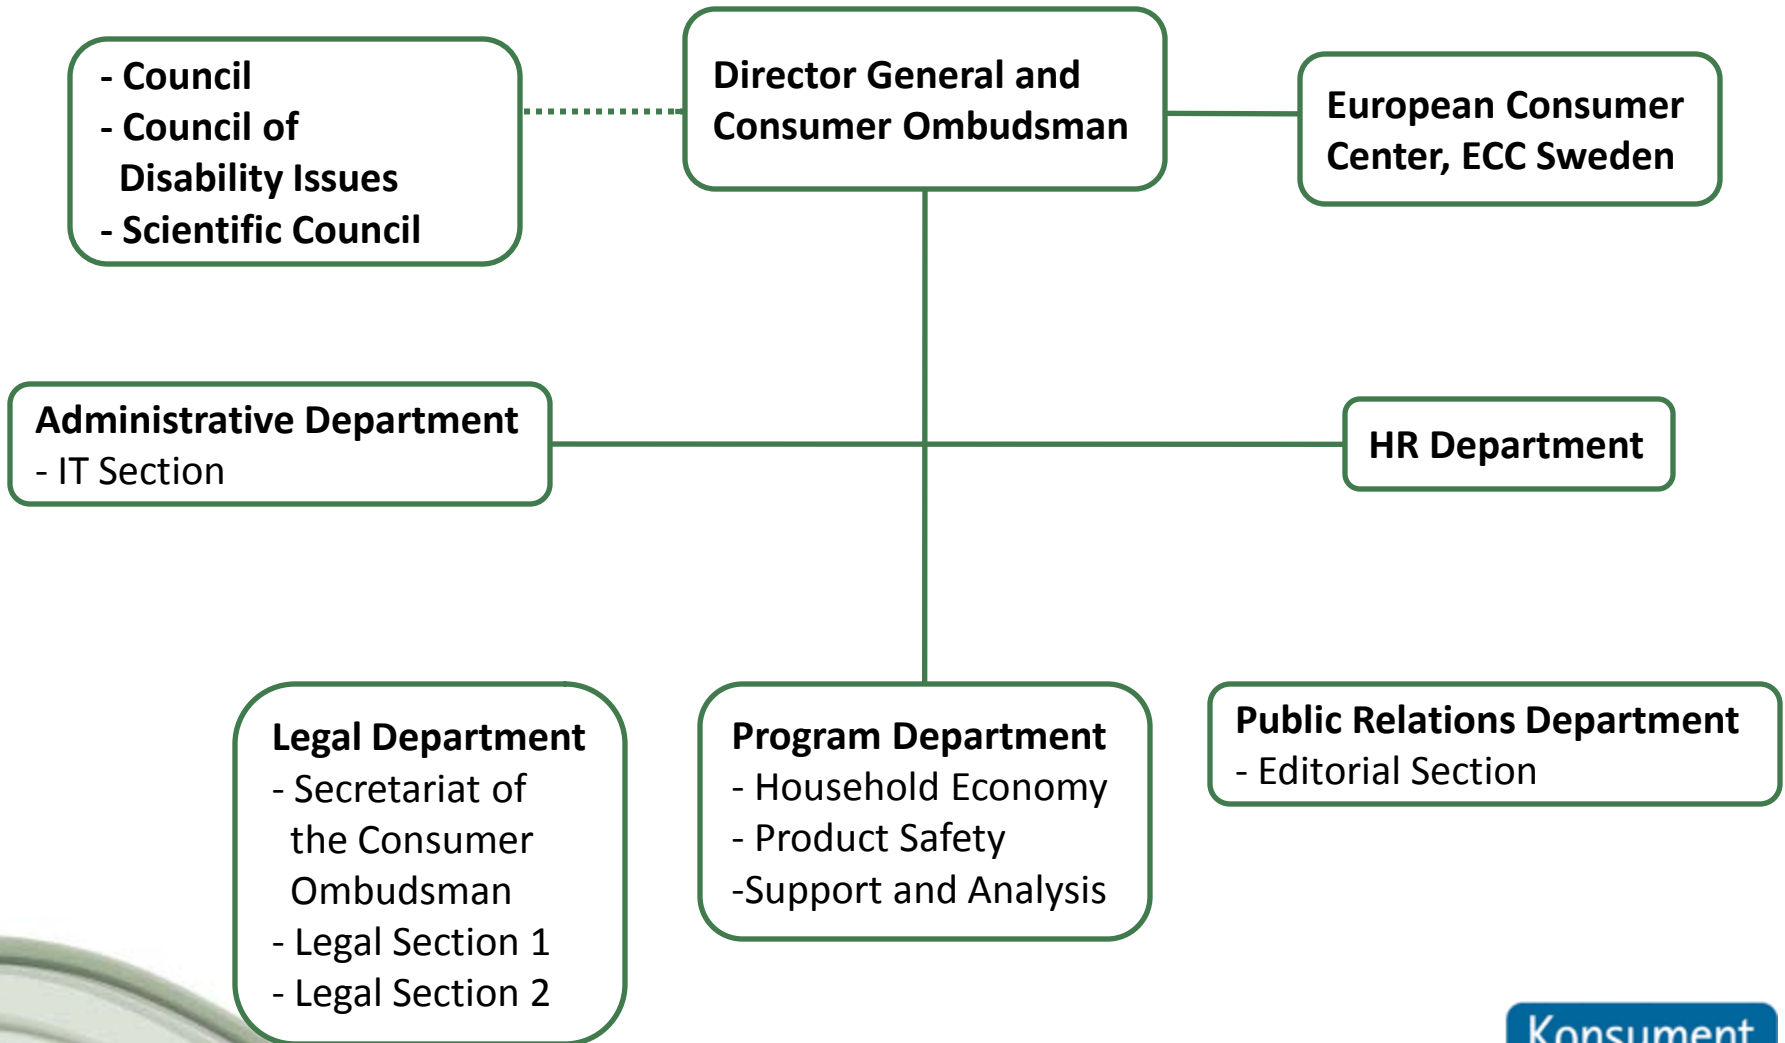 - Council
- Council of
Disability Issues
- Scientific Council
Director General and
Consumer Ombudsman
European Consumer
Center, ECC Sweden
Administrative Department
- IT Section
HR Department
Legal Department
- Secretariat of
the Consumer
Ombudsman
- Legal Section 1
- Legal Section 2
Program Department
- Household Economy
- Product Safety
-Support and Analysis
Public Relations Department
- Editorial Section
Konsument